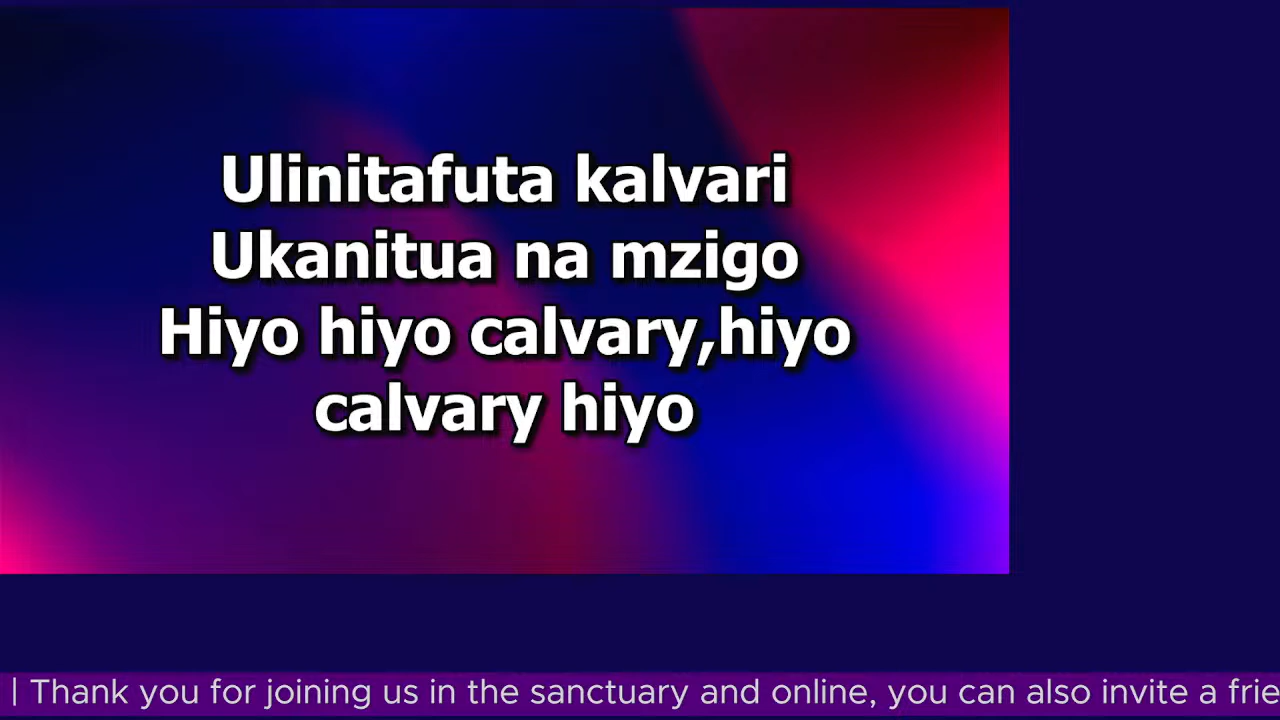 Ulinitafuta kalvari
Ukanitua na mzigo
Hiyo hiyo calvary,hiyo
calvary hiyo
| Thank you for joining us in the sanctuary and online, you can also invite a frie